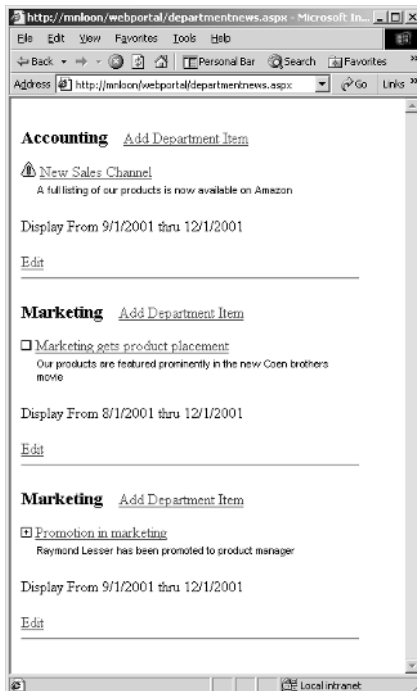 http://mnloon/webportal/departmentnews.aspx - Microsoft In...
File Edit View Favorites Tools Help
Back Personal Bar Search Favorites »
Address http://mnloon/webportal/departmentnews.aspx Go Links »
Accounting Add Department Item
New Sales Channel
A full listing of our products is now available on Amazon
Display From 9/1/2001 thru 12/1/2001
Edit
Marketing Add Department Item
Marketing gets product placement
Our products are featured prominently in the new Coen brothers
movie
Display From 8/1/2001 thru 12/1/2001
Edit
Marketing Add Department Item
Promotion in marketing
Raymond Lesser has been promoted to product manager
Display From 9/1/2001 thru 12/1/2001
Edit
Local intranet